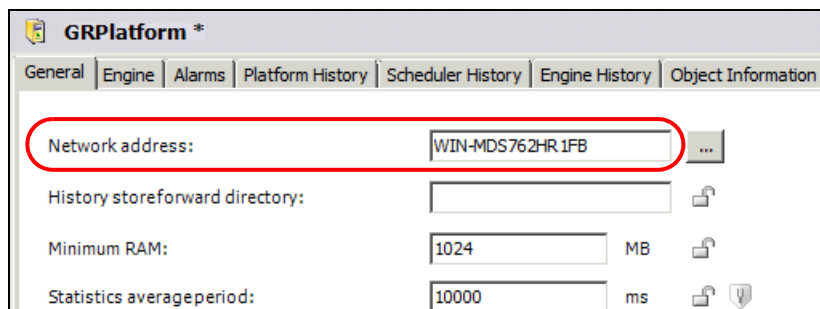 GRPlatform *
General Engine Alarms Platform History Scheduler History Engine History Object Information
Network address: WIN-MDS762HR1FB ...
History storeforward directory:
Minimum RAM: 1024 MB
Statistics averageperiod: 10000 ms